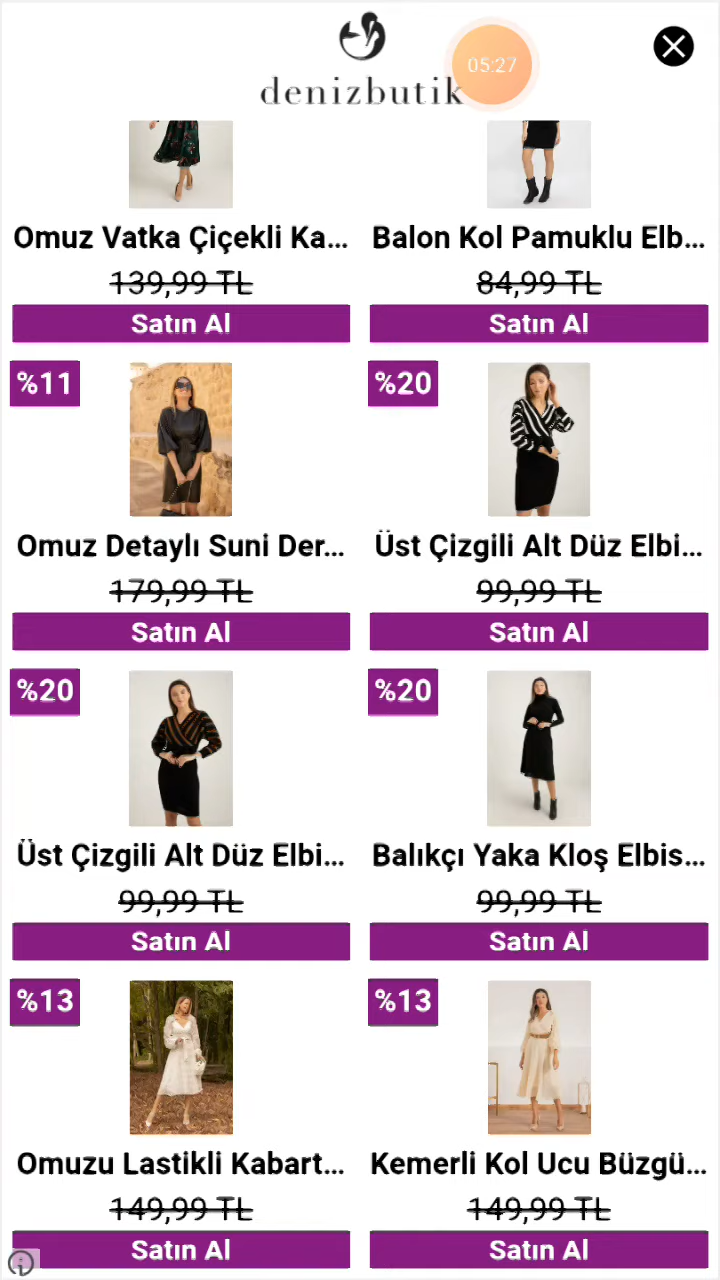 05:27
denizbutik
Omuz Vatka Çiçekli Ka...
Balon Kol Pamuklu Elb...
139,99 TL
84,99 TL
Satın Al
Satın Al
%11
%20
Omuz Detaylı Suni Der...
Üst Çizgili Alt Düz Elbi...
179,99 TL
99,99 TL
Satın Al
Satın Al
%20
%20
Üst Çizgili Alt Düz Elbi...
Balıkçı Yaka Kloş Elbis...
99,99 TL
99,99 TL
Satın Al
Satın Al
%13
%13
Omuzu Lastikli Kabart...
Kemerli Kol Ucu Büzgü...
149,99 TL
149,99 TL
Satın Al
Satın Al